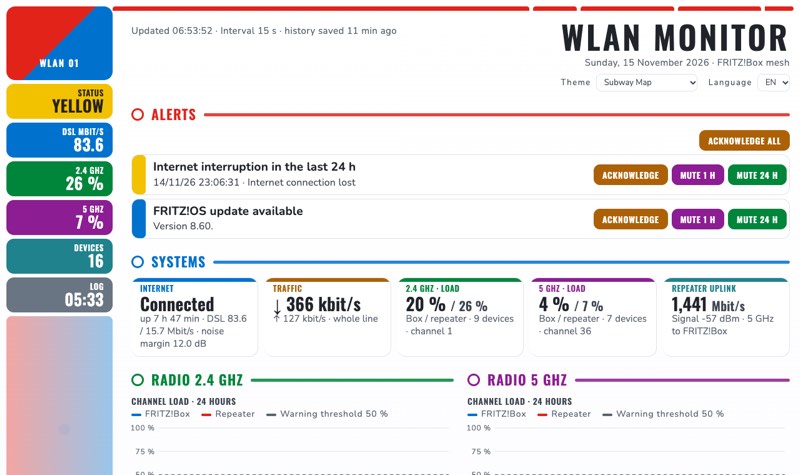 WLAN 01
STATUS
YELLOW
DSL MBIT/S
83.6
2.4 GHZ
26 %
5 GHZ
7 %
DEVICES
16
LOG
05:33
Updated 06:53:52 · Interval 15 s · history saved 11 min ago
WLAN MONITOR
Sunday, 15 November 2026 · FRITZ!Box mesh
Theme Subway Map Language EN
ALERTS
ACKNOWLEDGE ALL
Internet interruption in the last 24 h
14/11/26 23:06:31 · Internet connection lost
ACKNOWLEDGE MUTE 1 H MUTE 24 H
FRITZ!OS update available
Version 8.60.
ACKNOWLEDGE MUTE 1 H MUTE 24 H
SYSTEMS
INTERNET
Connected
up 7 h 47 min · DSL 83.6
/ 15.7 Mbit/s · noise
margin 12.0 dB
TRAFFIC
↓ 366 kbit/s
↑ 127 kbit/s · whole line
2.4 GHZ · LOAD
20 % / 26 %
Box / repeater · 9 devices
· channel 1
5 GHZ · LOAD
4 % / 7 %
Box / repeater · 7 devices
· channel 36
REPEATER UPLINK
1,441 Mbit/s
Signal -57 dBm · 5 GHz
to FRITZ!Box
RADIO 2.4 GHZ
CHANNEL LOAD · 24 HOURS
FRITZ!Box Repeater Warning threshold 50 %
100 %
75 %
50 %
RADIO 5 GHZ
CHANNEL LOAD · 24 HOURS
FRITZ!Box Repeater Warning threshold 50 %
100 %
75 %
50 %